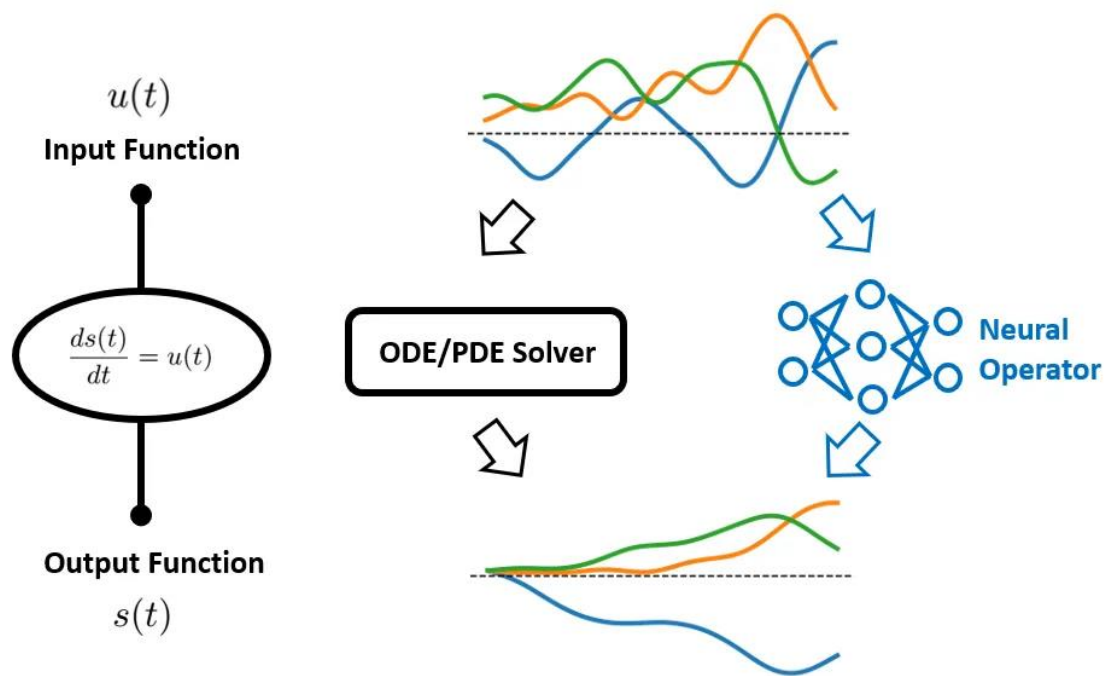 u(t)
Input Function
ds(t)
dt
= u(t)
ODE/PDE Solver
Neural
Operator
Output Function
s(t)